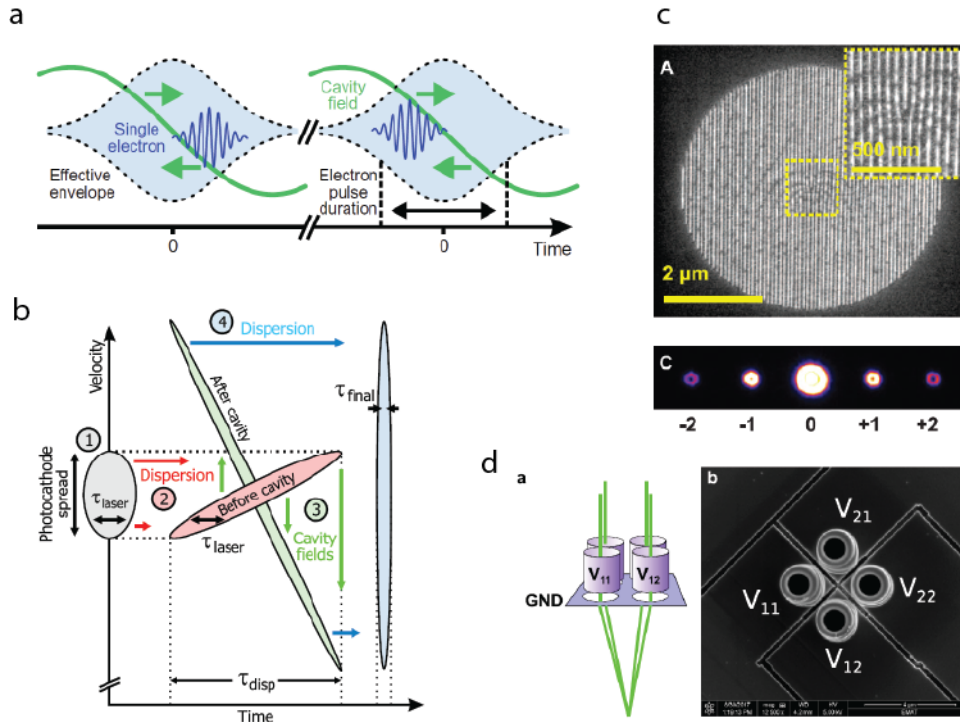 a
Cavity
field
Single
electron
Effective
envelope
Electron
pulse
duration
0
0
Time
b
Velocity
Photocathode
spread
1
τlaser
Dispersion
2
4
Dispersion
After cavity
Before cavity
τlaser
3
Cavity
fields
τfinal
τdisp
Time
c
A
500 nm
2 μm
C
-2 -1 0 +1 +2
d
a
V11 V12
GND
b
V21
V11 V22
V12